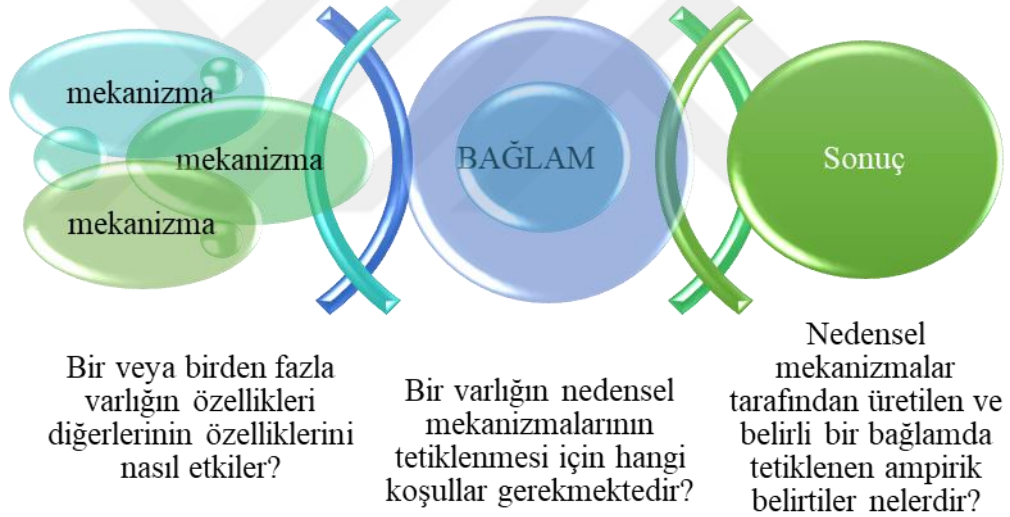 mekanizma
mekanizma
mekanizma
BAĞLAM
Sonuç
Bir veya birden fazla
varlığın özellikleri
diğerlerinin özelliklerini
nasıl etkiler?
Bir varlığın nedensel
mekanizmalarının
tetiklenmesi için hangi
koşullar gerekmektedir?
Nedensel
mekanizmalar
tarafından üretilen ve
belirli bir bağlamda
tetiklenen ampirik
belirtiler nelerdir?